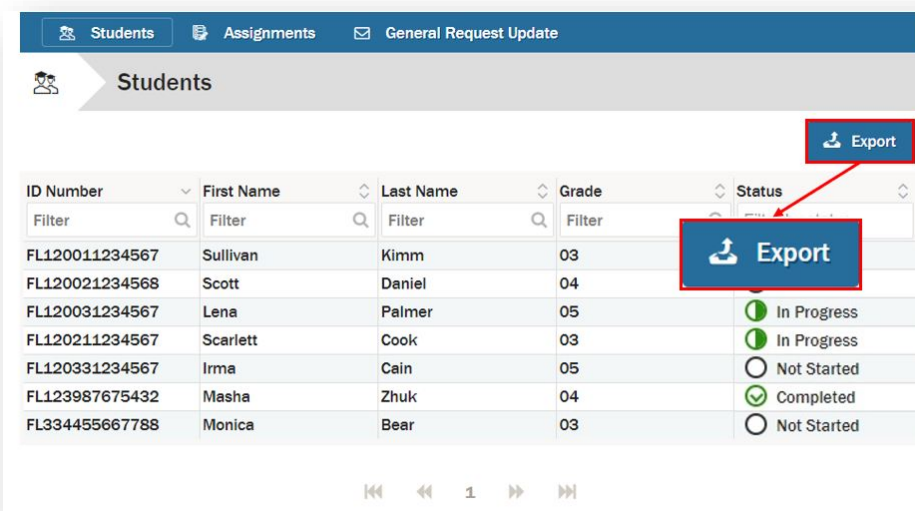 Students Assignments General Request Update
Students
Export
ID Number First Name Last Name Grade Status
Filter Filter Filter Filter
Export
FL120011234567 Sullivan Kimm 03
FL120021234568 Scott Daniel 04
FL120031234567 Lena Palmer 05 In Progress
FL120211234567 Scarlett Cook 03 In Progress
FL120331234567 Irma Cain 05 Not Started
FL123987675432 Masha Zhuk 04 Completed
FL334455667788 Monica Bear 03 Not Started
1